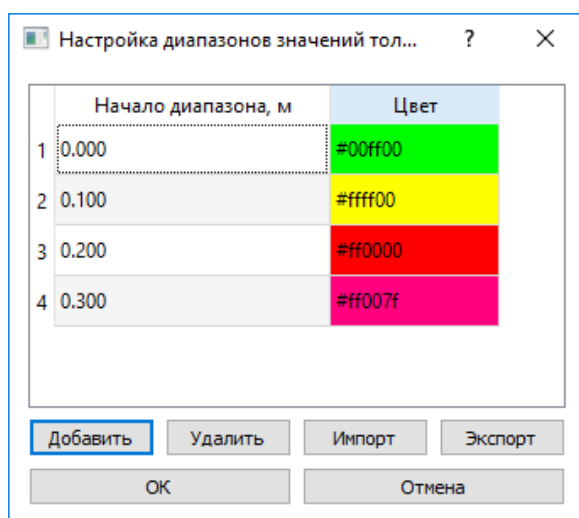 Настройка диапазонов значений тол... ?
Начало диапазона, м Цвет
1 0.000 #00ff00
2 0.100 #ffff00
3 0.200 #ff0000
4 0.300 #ff007f
Добавить Удалить Импорт Экспорт
ОК Отмена